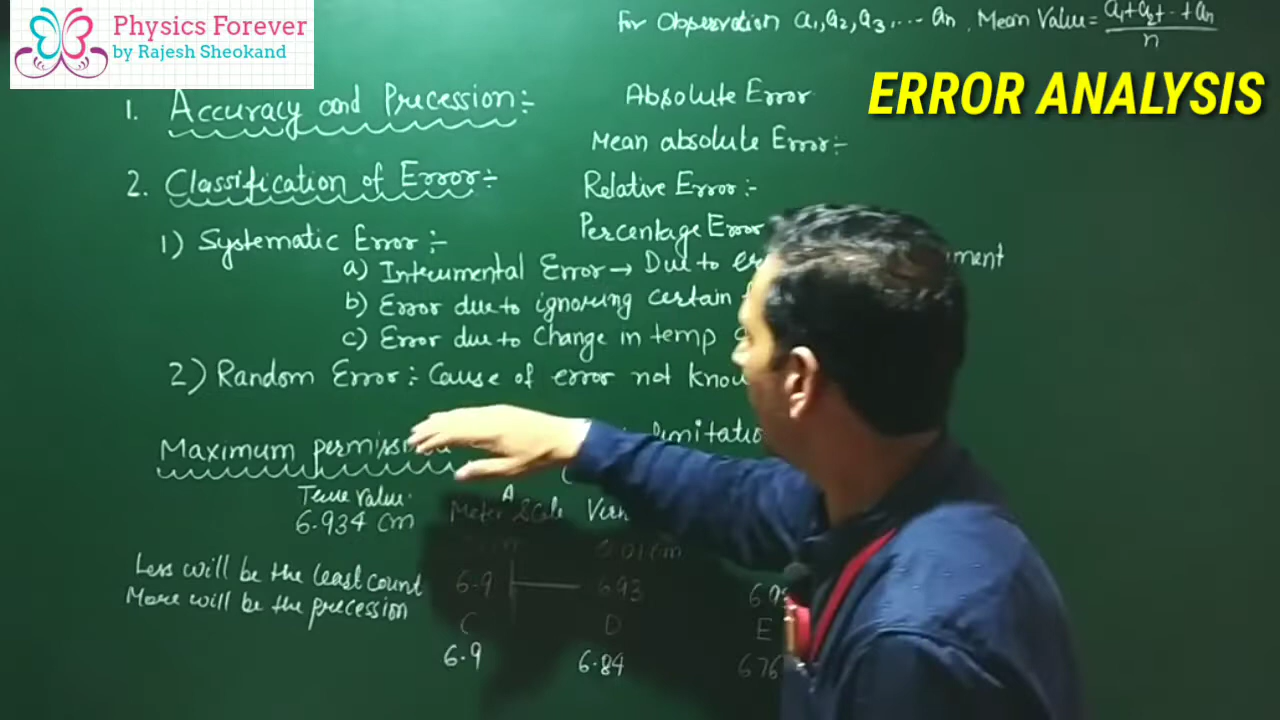 Physics Forever
by Rajesh Sheokand
For Observation a1, a2, a3, .... an, Mean Value = a1+a2+ ·· +an / n
ERROR ANALYSIS
1. Accuracy and Precession :-
Absolute Error
Mean absolute Error :-
2. Classification of Error :-
Relative Error :-
Percentage Error
1) Systematic Error :-
a) Intrumental Error → Due to
b) Error due to ignoring certain
c) Error due to Change in temp
2) Random Error : Cause of error not
Maximum
True Value
6.934 cm
A
Meter Scale
6.9
6.93
Less will be the least count
More will be the precession
C
D
E
6.9
6.84